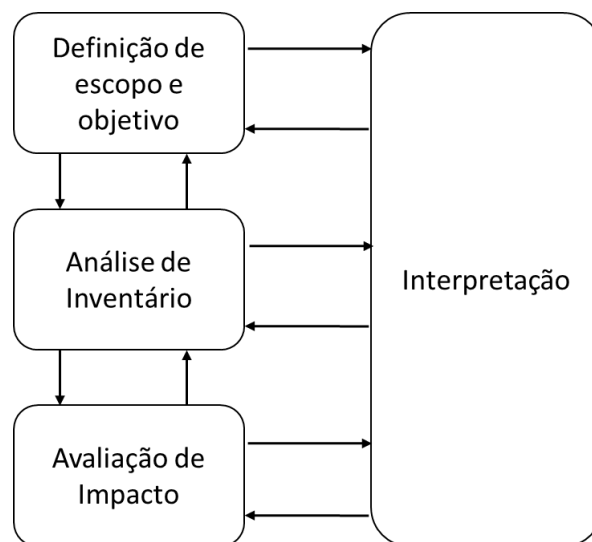 Definição de
escopo e
objetivo
Análise de
Inventário
Interpretação
Avaliação de
Impacto